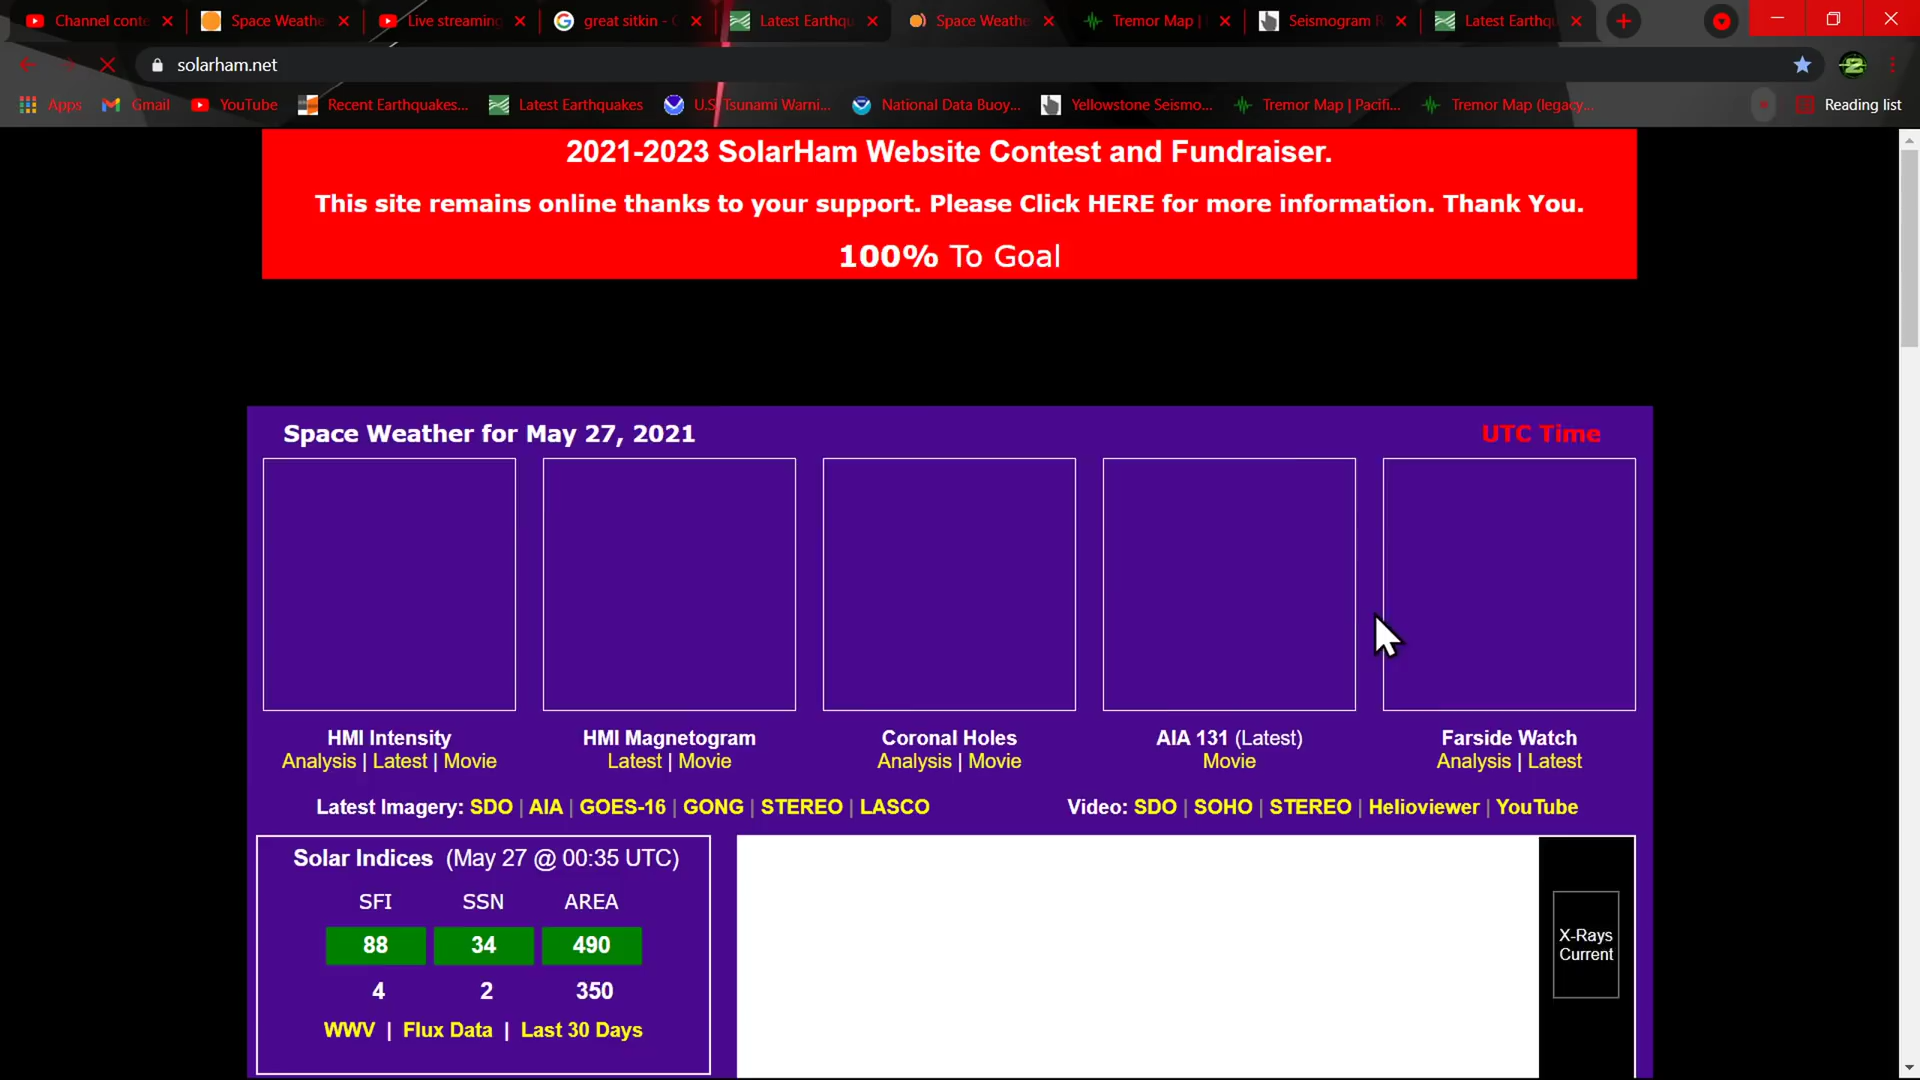 Channel conte
Space Weathe
Live streaming
great sitkin - G
Latest Earthqu
Space Weathe
Tremor Map |
Seismogram R
Latest Earthqu
solarham.net
Apps
Gmail
YouTube
Recent Earthquakes...
Latest Earthquakes
U.S. Tsunami Warni...
National Data Buoy...
Yellowstone Seismo...
Tremor Map | Pacifi...
Tremor Map (legacy...
Reading list
2021-2023 SolarHam Website Contest and Fundraiser.
This site remains online thanks to your support. Please Click HERE for more information. Thank You.
100% To Goal
Space Weather for May 27, 2021
UTC Time
HMI Intensity
Analysis | Latest | Movie
HMI Magnetogram
Latest | Movie
Coronal Holes
Analysis | Movie
AIA 131 (Latest)
Movie
Farside Watch
Analysis | Latest
Latest Imagery: SDO | AIA | GOES-16 | GONG | STEREO | LASCO
Video: SDO | SOHO | STEREO | Helioviewer | YouTube
Solar Indices (May 27 @ 00:35 UTC)
SFI SSN AREA
88 34 490
4 2 350
WWV | Flux Data | Last 30 Days
X-Rays
Current